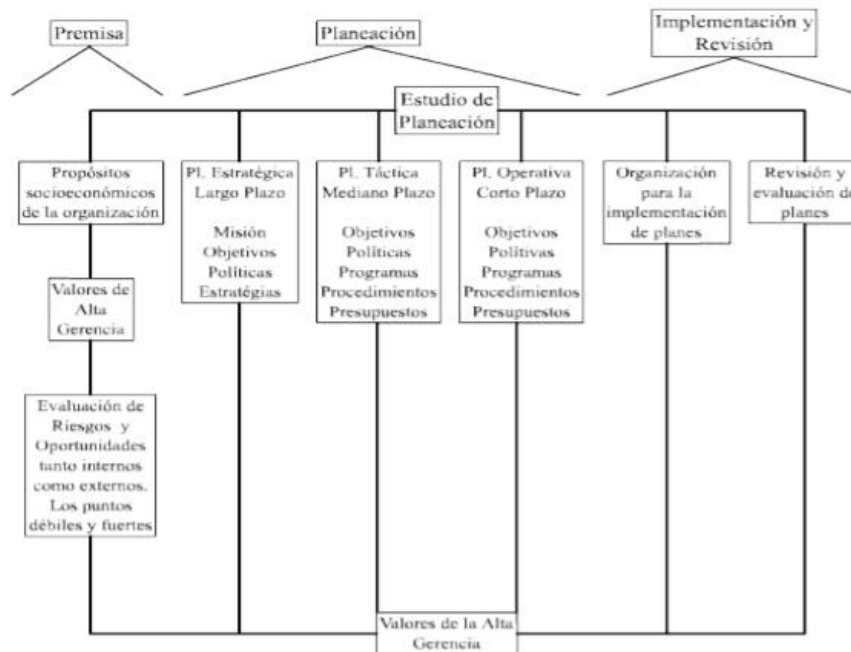 Premisa
Planeación
Implementación y
Revisión
Estudio de
Planeación
Propósitos
socioeconómicos
de la organización
Valores de
Alta
Gerencia
Evaluación de
Riesgos y
Oportunidades
tanto internos
como externos.
Los puntos
débiles y fuertes
Pl. Estratégica
Largo Plazo
Misión
Objetivos
Políticas
Estratégias
Pl. Táctica
Mediano Plazo
Objetivos
Políticas
Programas
Procedimientos
Presupuestos
Pl. Operativa
Corto Plazo
Objetivos
Polítivas
Programas
Procedimientos
Presupuestos
Organización
para la
implementación
de planes
Revisión y
evaluación de
planes
Valores de la Alta
Gerencia